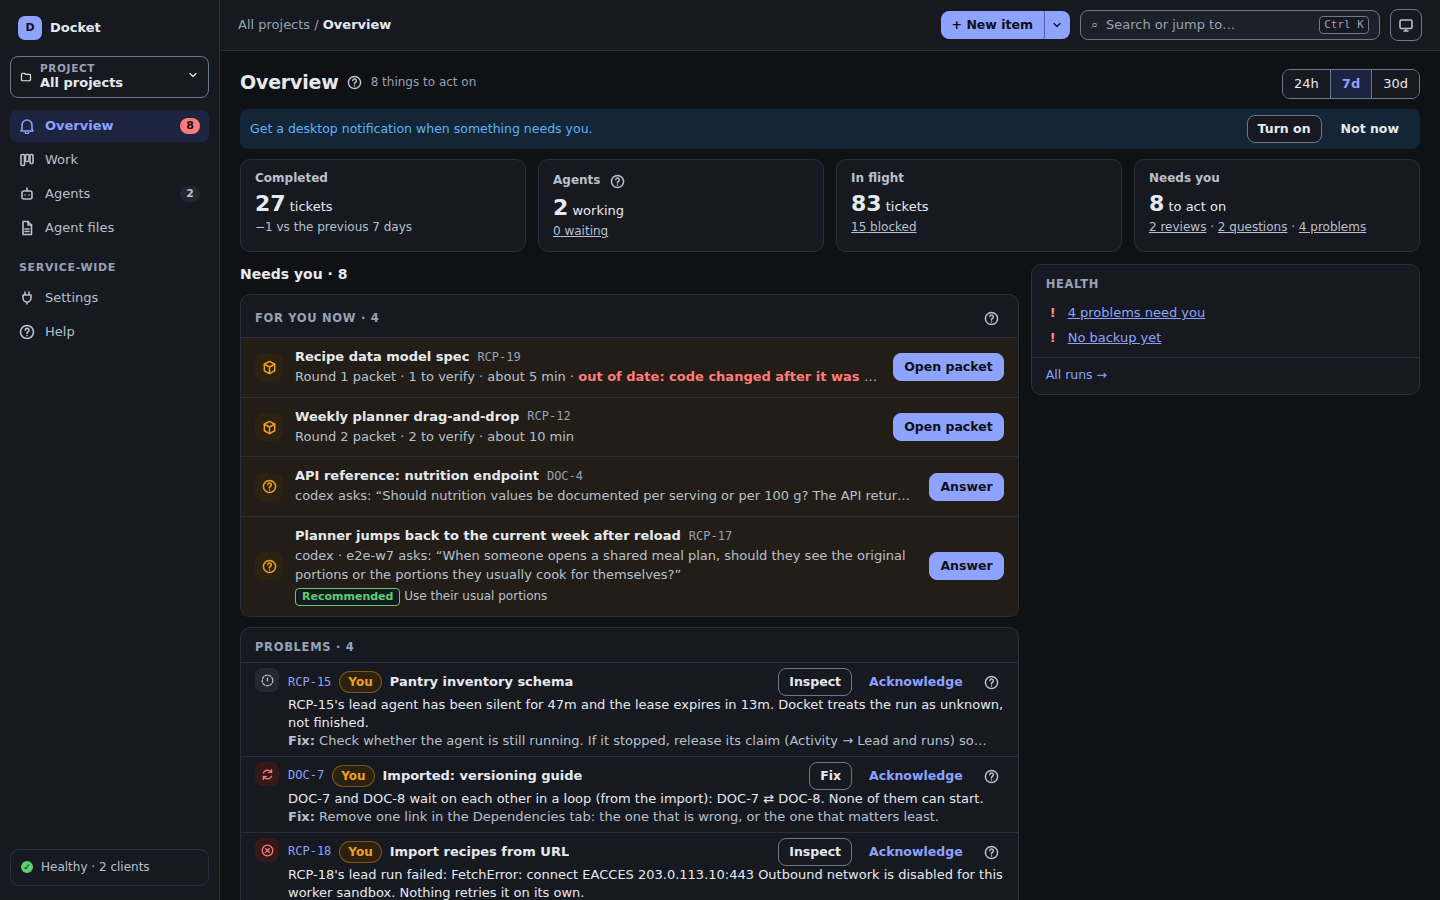 D Docket
PROJECT
All projects
Overview 8
Work
Agents 2
Agent files
SERVICE-WIDE
Settings
Help
✓ Healthy · 2 clients
All projects / Overview
+ New item
Search or jump to…
Ctrl K
Overview ? 8 things to act on
24h 7d 30d
Get a desktop notification when something needs you.
Turn on Not now
Completed
27 tickets
−1 vs the previous 7 days
Agents ?
2 working
0 waiting
In flight
83 tickets
15 blocked
Needs you
8 to act on
2 reviews · 2 questions · 4 problems
Needs you · 8
FOR YOU NOW · 4 ?
Recipe data model spec RCP-19
Round 1 packet · 1 to verify · about 5 min · out of date: code changed after it was …
Open packet
Weekly planner drag-and-drop RCP-12
Round 2 packet · 2 to verify · about 10 min
Open packet
? API reference: nutrition endpoint DOC-4
codex asks: “Should nutrition values be documented per serving or per 100 g? The API retur…
Answer
? Planner jumps back to the current week after reload RCP-17
codex · e2e-w7 asks: “When someone opens a shared meal plan, should they see the original
portions or the portions they usually cook for themselves?”
Recommended Use their usual portions
Answer
PROBLEMS · 4
RCP-15 You Pantry inventory schema Inspect Acknowledge ?
RCP-15's lead agent has been silent for 47m and the lease expires in 13m. Docket treats the run as unknown,
not finished.
Fix: Check whether the agent is still running. If it stopped, release its claim (Activity → Lead and runs) so…
DOC-7 You Imported: versioning guide Fix Acknowledge ?
DOC-7 and DOC-8 wait on each other in a loop (from the import): DOC-7 ⇄ DOC-8. None of them can start.
Fix: Remove one link in the Dependencies tab: the one that is wrong, or the one that matters least.
RCP-18 You Import recipes from URL Inspect Acknowledge ?
RCP-18's lead run failed: FetchError: connect EACCES 203.0.113.10:443 Outbound network is disabled for this
worker sandbox. Nothing retries it on its own.
HEALTH
! 4 problems need you
! No backup yet
All runs →